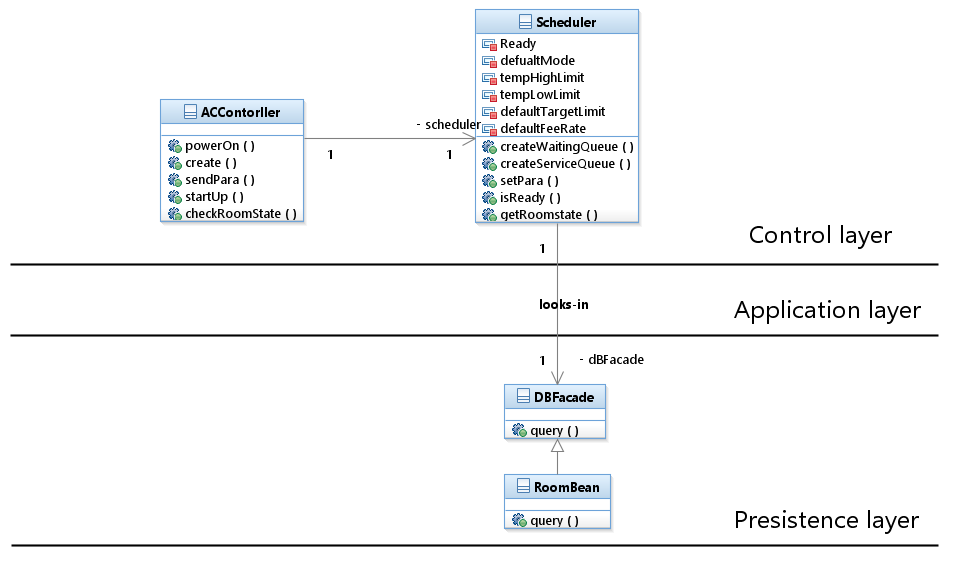 Scheduler
Ready
defualtMode
tempHighLimit
tempLowLimit
defaultTargetLimit
defaultFeeRate
createWaitingQueue ( )
createServiceQueue ( )
setPara ( )
isReady ( )
getRoomstate ( )
ACContorller
powerOn ( )
create ( )
sendPara ( )
startUp ( )
checkRoomState ( )
- scheduler
1
1
Control layer
1
looks-in
Application layer
1
- dBFacade
DBFacade
query ( )
RoomBean
query ( )
Presistence layer